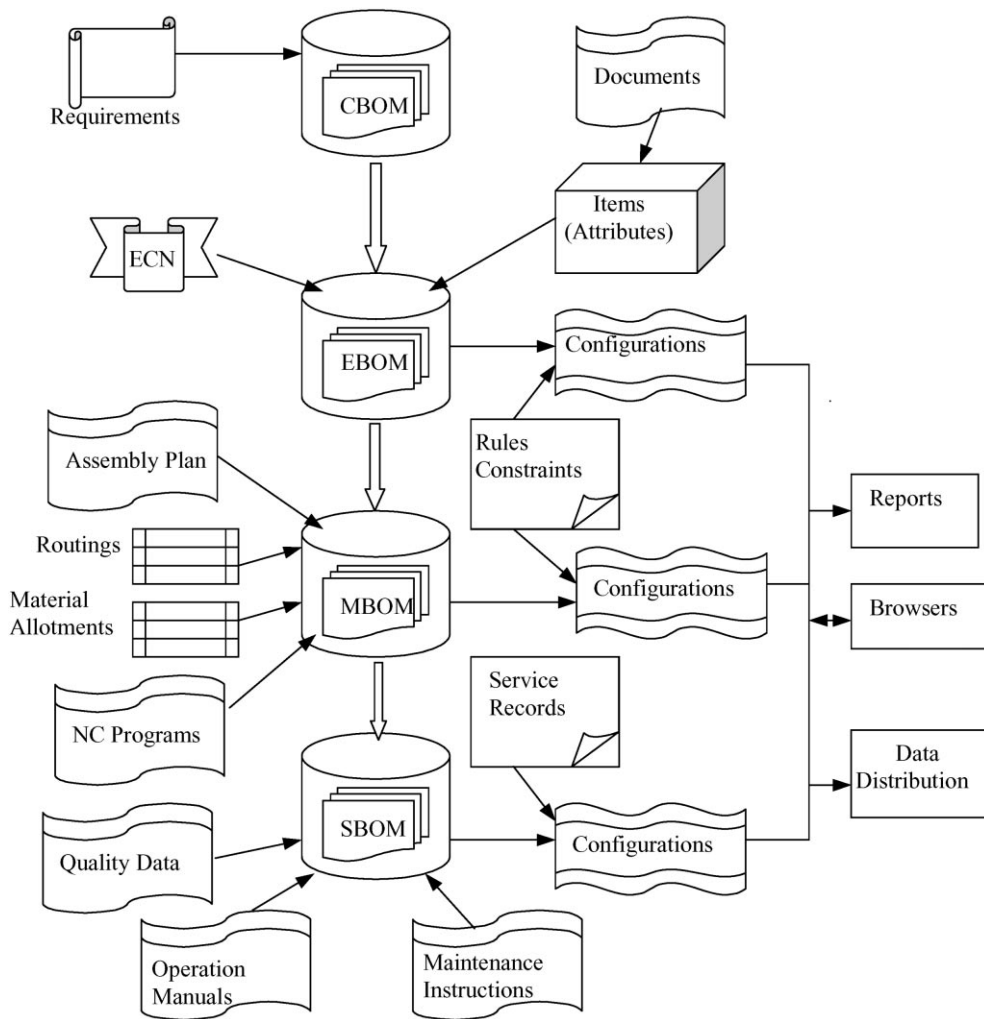 Requirements
CBOM
Documents
Items
(Attributes)
ECN
EBOM
Configurations
Assembly Plan
Rules
Constraints
Reports
Routings
Material
Allotments
MBOM
Configurations
Browsers
NC Programs
Service
Records
Data
Distribution
SBOM
Configurations
Quality Data
Operation
Manuals
Maintenance
Instructions